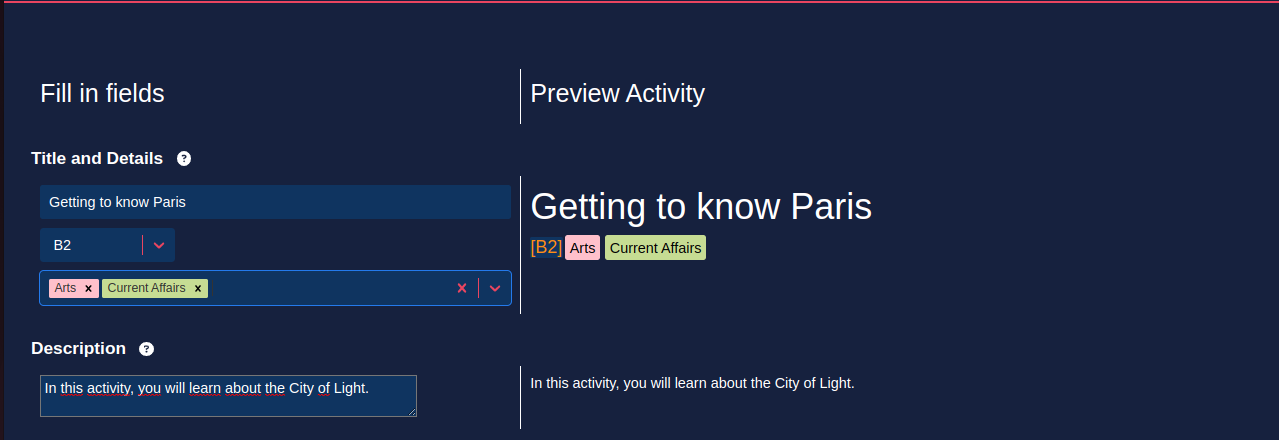 Fill in fields
Preview Activity
Title and Details ?
Getting to know Paris
B2
Arts × Current Affairs ×
Getting to know Paris
[B2] Arts Current Affairs
Description ?
In this activity, you will learn about the City of Light.
In this activity, you will learn about the City of Light.